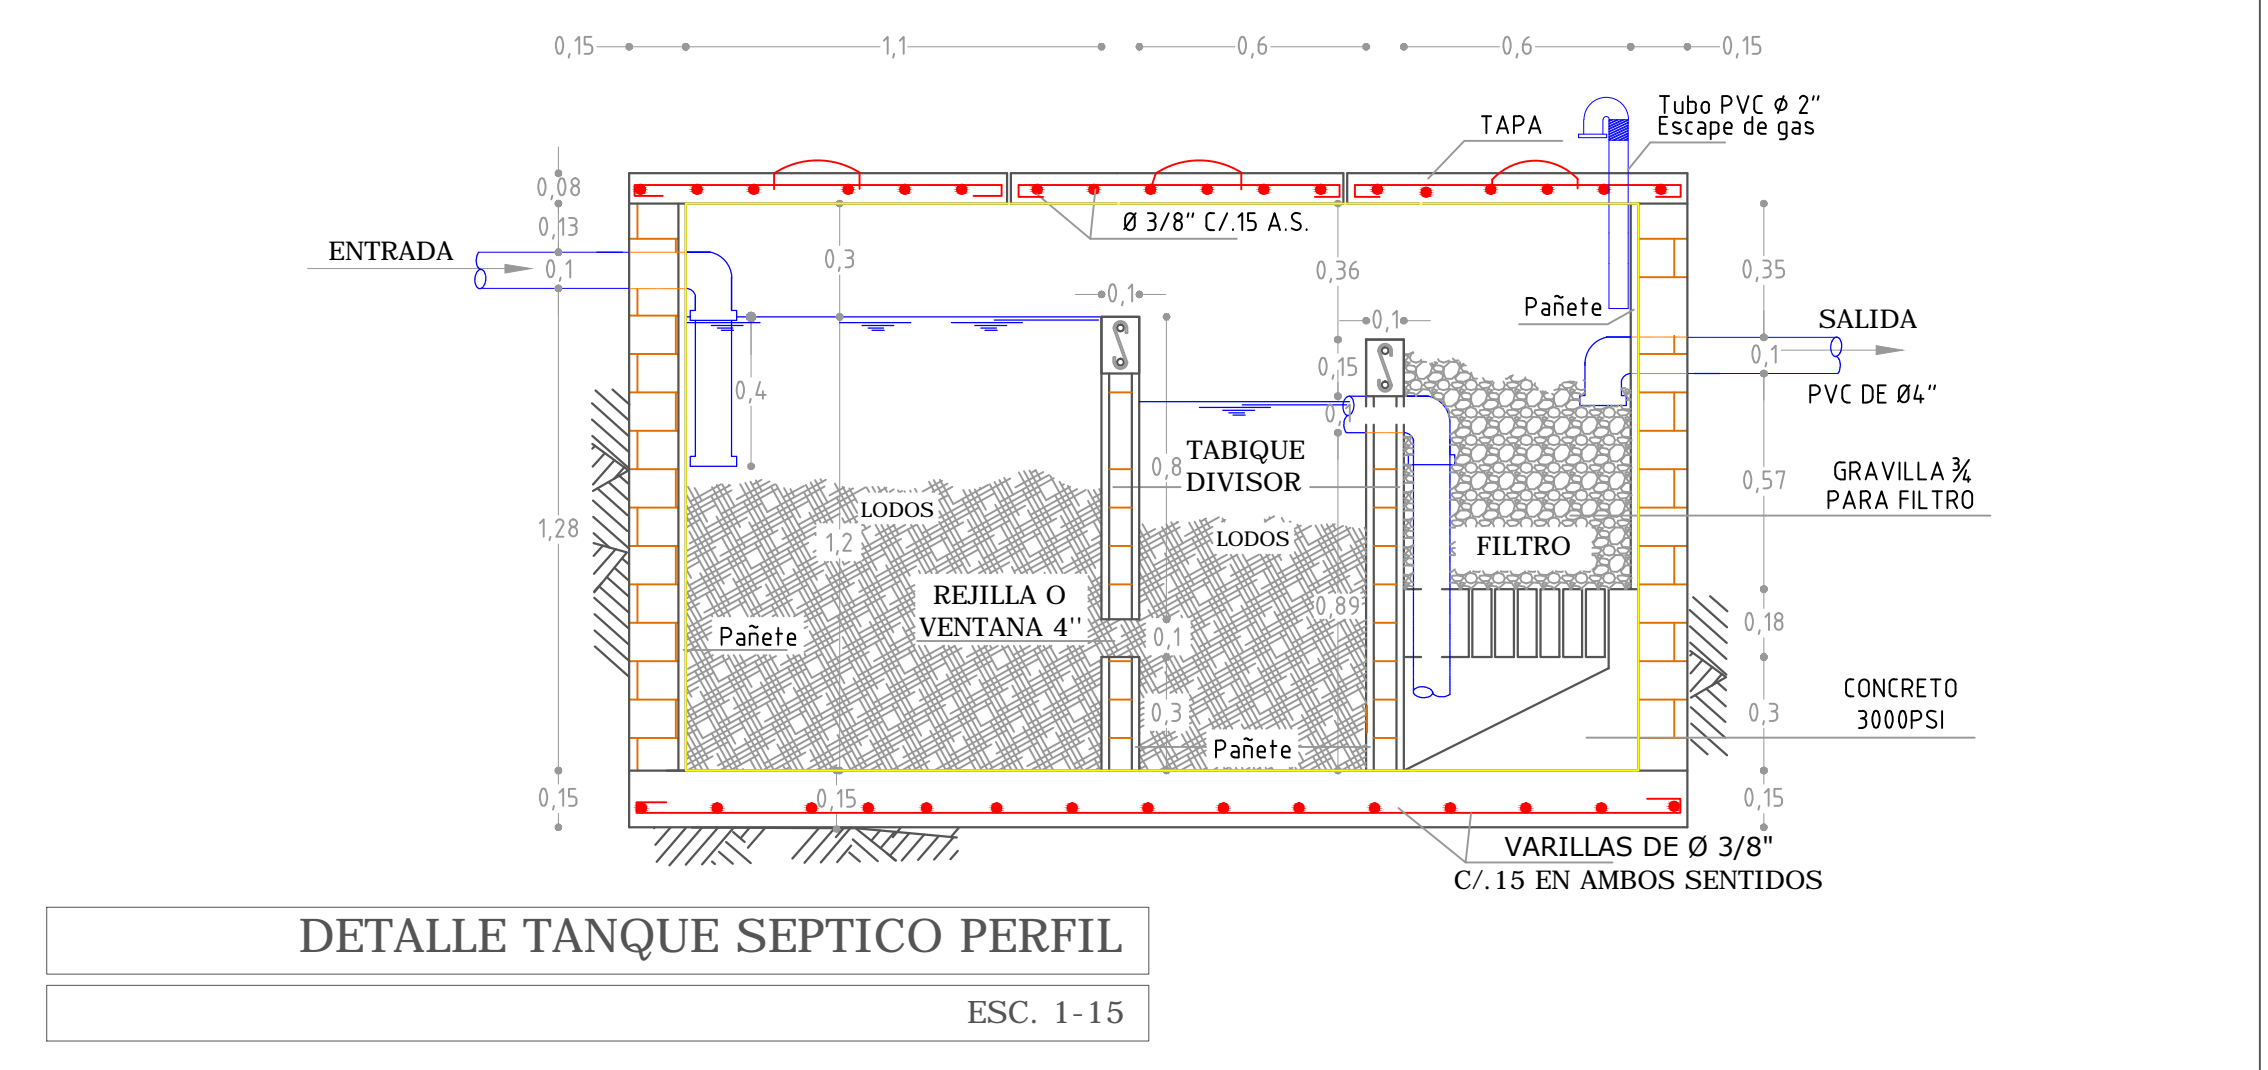 0,15 1,1 0,6 0,6 0,15
Tubo PVC Ø 2"
Escape de gas
TAPA
0,08
0,13
Ø 3/8" C/.15 A.S.
ENTRADA
0,1
0,3
0,36
0,35
0,1
0,1
Pañete
SALIDA
0,1
PVC DE Ø4"
0,4
0,15
0,1
TABIQUE
DIVISOR
0,8
GRAVILLA ¾
PARA FILTRO
0,57
LODOS
1,28
1,2
LODOS
FILTRO
REJILLA O
VENTANA 4''
0,89
0,18
Pañete
0,1
0,3
0,3
CONCRETO
3000PSI
Pañete
0,15
0,15
0,15
VARILLAS DE Ø 3/8"
C/.15 EN AMBOS SENTIDOS
DETALLE TANQUE SEPTICO PERFIL
ESC. 1-15